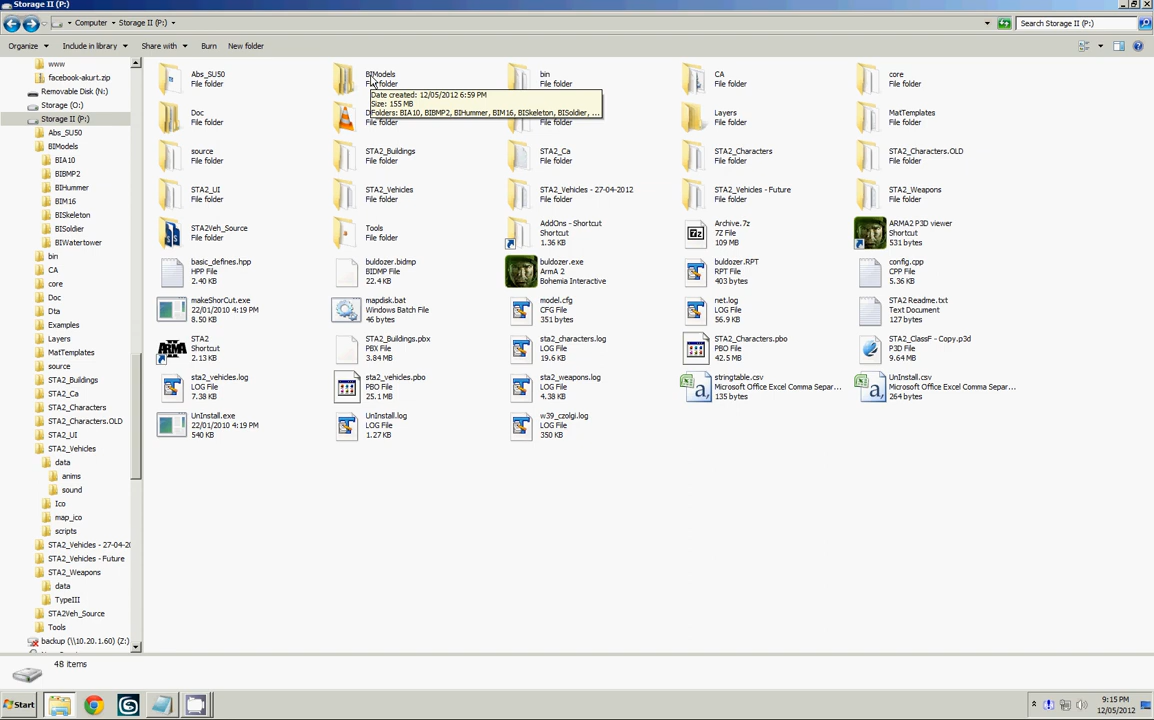 Storage II (P:)
Computer
Storage II (P:)
Search Storage II (P:)
Organize
Include in library
Share with
Burn
New folder
www
facebook-akurt.zip
Removable Disk (N:)
Storage (O:)
Storage II (P:)
Abs_SU50
BIModels
BIA10
BIBMP2
BIHummer
BIM16
BISkeleton
BISoldier
BIWatertower
bin
CA
core
Doc
Dta
Examples
Layers
MatTemplates
source
STA2_Buildings
STA2_Ca
STA2_Characters
STA2_Characters.OLD
STA2_UI
STA2_Vehicles
data
anims
sound
Ico
map_ico
scripts
STA2_Vehicles - 27-04-20
STA2_Vehicles - Future
STA2_Weapons
data
TypeIII
STA2Veh_Source
Tools
backup (\\10.20.1.60) (Z:)
Abs_SU50
File folder
BIModels
File folder
bin
File folder
CA
File folder
core
File folder
Date created: 12/05/2012 6:59 PM
Size: 155 MB
Folders: BIA10, BIBMP2, BIHummer, BIM16, BISkeleton, BISoldier, ...
Doc
File folder
File folder
File folder
Layers
File folder
MatTemplates
File folder
source
File folder
STA2_Buildings
File folder
STA2_Ca
File folder
STA2_Characters
File folder
STA2_Characters.OLD
File folder
STA2_UI
File folder
STA2_Vehicles
File folder
STA2_Vehicles - 27-04-2012
File folder
STA2_Vehicles - Future
File folder
STA2_Weapons
File folder
STA2Veh_Source
File folder
Tools
File folder
AddOns - Shortcut
Shortcut
1.36 KB
Archive.7z
7Z File
109 MB
ARMA2 P3D viewer
Shortcut
531 bytes
basic_defines.hpp
HPP File
2.40 KB
buldozer.bidmp
BIDMP File
22.4 KB
buldozer.exe
ArmA 2
Bohemia Interactive
buldozer.RPT
RPT File
403 bytes
config.cpp
CPP File
5.36 KB
makeShorCut.exe
22/01/2010 4:19 PM
8.50 KB
mapdisk.bat
Windows Batch File
46 bytes
model.cfg
CFG File
351 bytes
net.log
LOG File
56.9 KB
STA2 Readme.txt
Text Document
127 bytes
STA2
Shortcut
2.13 KB
STA2_Buildings.pbx
PBX File
3.84 MB
sta2_characters.log
LOG File
19.6 KB
STA2_Characters.pbo
PBO File
42.5 MB
STA2_ClassF - Copy.p3d
P3D File
9.64 MB
sta2_vehicles.log
LOG File
7.38 KB
sta2_vehicles.pbo
PBO File
25.1 MB
sta2_weapons.log
LOG File
4.38 KB
stringtable.csv
Microsoft Office Excel Comma Separ...
135 bytes
UnInstall.csv
Microsoft Office Excel Comma Separ...
264 bytes
UnInstall.exe
22/01/2010 4:19 PM
540 KB
UnInstall.log
LOG File
1.27 KB
w39_czolgi.log
LOG File
350 KB
48 items
Start
9:15 PM
12/05/2012